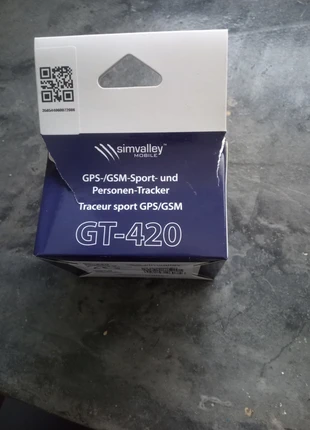 simvalley
MOBILE
GPS-/GSM-Sport- und
Personen-Tracker
Traceur sport GPS/GSM
GT-420